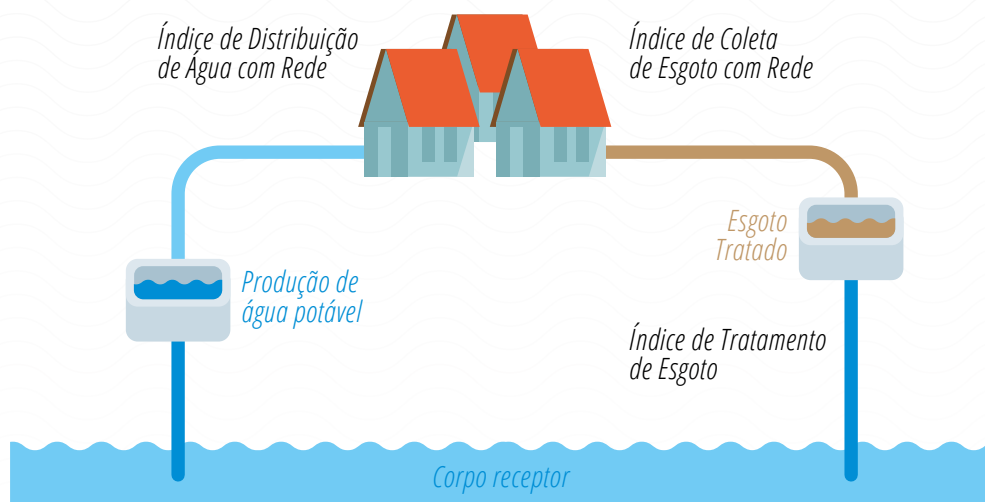 Índice de Distribuição
de Água com Rede
Índice de Coleta
de Esgoto com Rede
Esgoto
Tratado
Produção de
água potável
Índice de Tratamento
de Esgoto
Corpo receptor